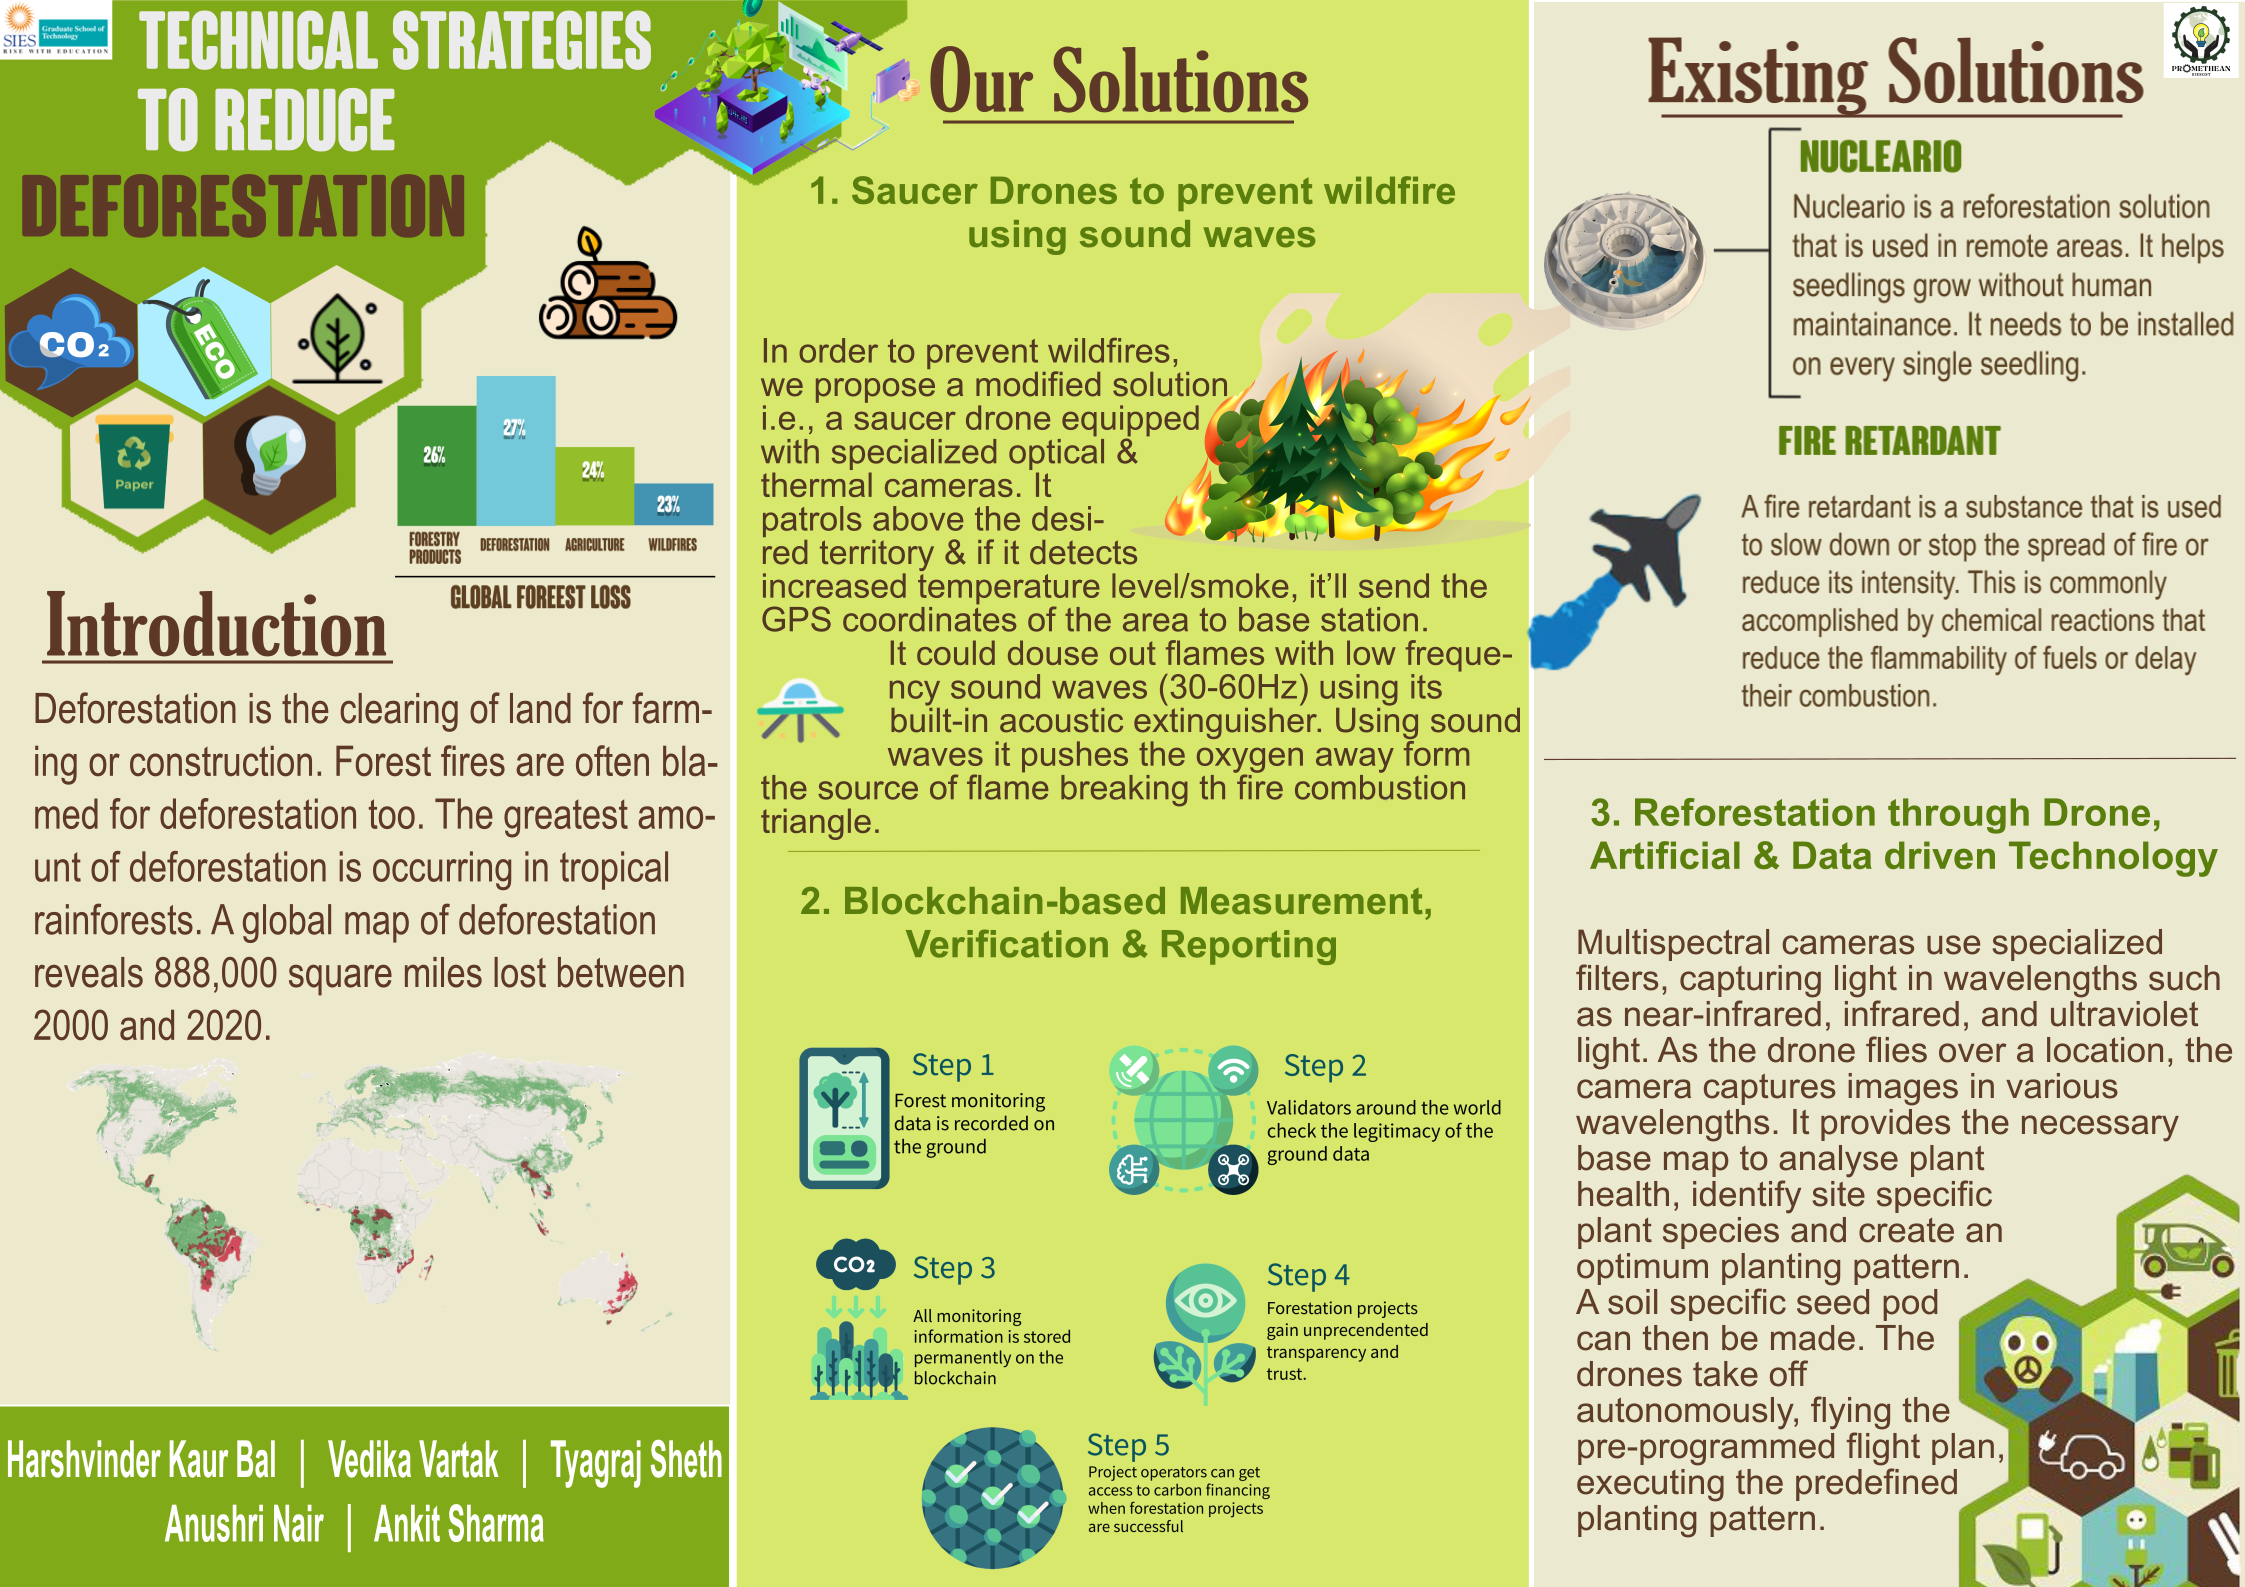 SIES
Graduate School of
Technology
RISE WITH EDUCATION
TECHNICAL STRATEGIES
TO REDUCE
DEFORESTATION
CO2
ECO
Paper
26%
27%
24%
23%
FORESTRY
PRODUCTS
DEFORESTATION
AGRICULTURE
WILDFIRES
GLOBAL FOREEST LOSS
Introduction
Deforestation is the clearing of land for farm-
ing or construction. Forest fires are often bla-
med for deforestation too. The greatest amo-
unt of deforestation is occurring in tropical
rainforests. A global map of deforestation
reveals 888,000 square miles lost between
2000 and 2020.
Harshvinder Kaur Bal | Vedika Vartak | Tyagraj Sheth
Anushri Nair | Ankit Sharma
Our Solutions
1. Saucer Drones to prevent wildfire
using sound waves
In order to prevent wildfires,
we propose a modified solution
i.e., a saucer drone equipped
with specialized optical &
thermal cameras. It
patrols above the desi-
red territory & if it detects
increased temperature level/smoke, it'll send the
GPS coordinates of the area to base station.
It could douse out flames with low freque-
ncy sound waves (30-60Hz) using its
built-in acoustic extinguisher. Using sound
waves it pushes the oxygen away form
the source of flame breaking th fire combustion
triangle.
2. Blockchain-based Measurement,
Verification & Reporting
Step 1
Forest monitoring
data is recorded on
the ground
Step 2
Validators around the world
check the legitimacy of the
ground data
CO2
Step 3
All monitoring
information is stored
permanently on the
blockchain
Step 4
Forestation projects
gain unprecendented
transparency and
trust.
Step 5
Project operators can get
access to carbon financing
when forestation projects
are successful
Existing Solutions
PROMETHEAN
NUCLEARIO
Nucleario is a reforestation solution
that is used in remote areas. It helps
seedlings grow without human
maintainance. It needs to be installed
on every single seedling.
FIRE RETARDANT
A fire retardant is a substance that is used
to slow down or stop the spread of fire or
reduce its intensity. This is commonly
accomplished by chemical reactions that
reduce the flammability of fuels or delay
their combustion.
3. Reforestation through Drone,
Artificial & Data driven Technology
Multispectral cameras use specialized
filters, capturing light in wavelengths such
as near-infrared, infrared, and ultraviolet
light. As the drone flies over a location, the
camera captures images in various
wavelengths. It provides the necessary
base map to analyse plant
health, identify site specific
plant species and create an
optimum planting pattern.
A soil specific seed pod
can then be made. The
drones take off
autonomously, flying the
pre-programmed flight plan,
executing the predefined
planting pattern.